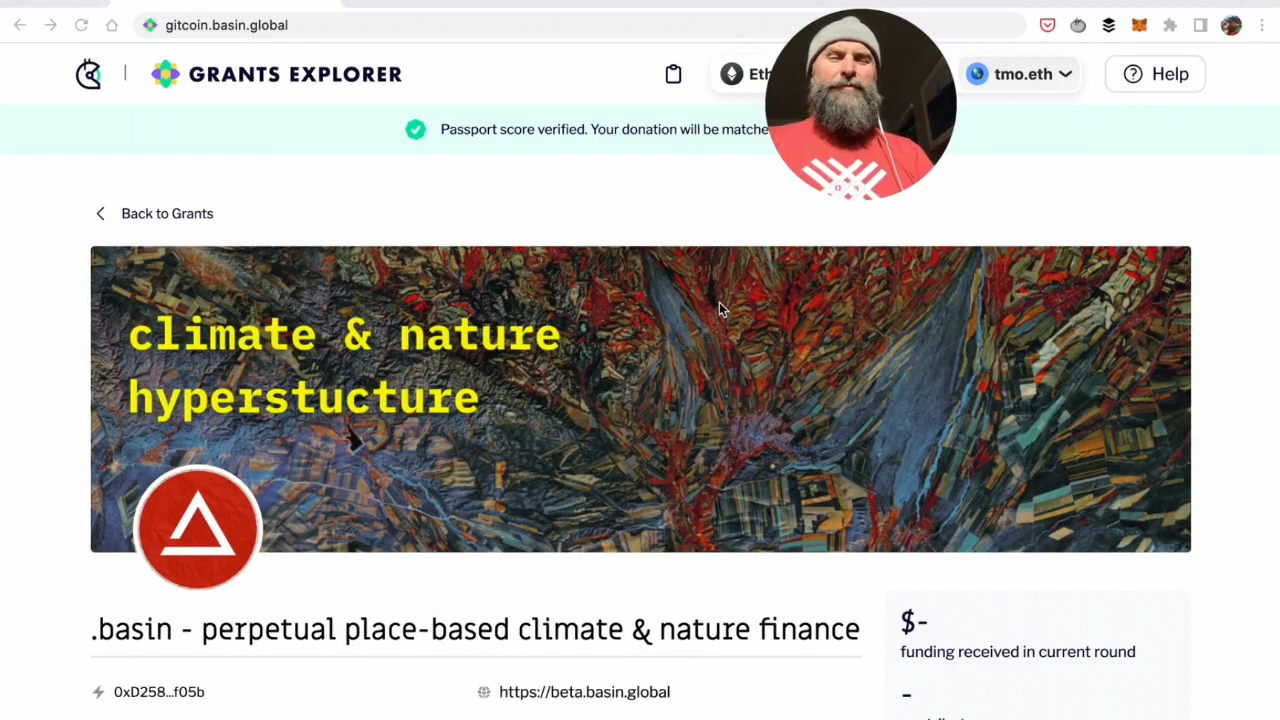 gitcoin.basin.global
GRANTS EXPLORER
Eth
tmo.eth
Help
Passport score verified. Your donation will be matche
Back to Grants
climate & nature
hyperstucture
.basin - perpetual place-based climate & nature finance
$-
funding received in current round
0xD258...f05b
https://beta.basin.global
-